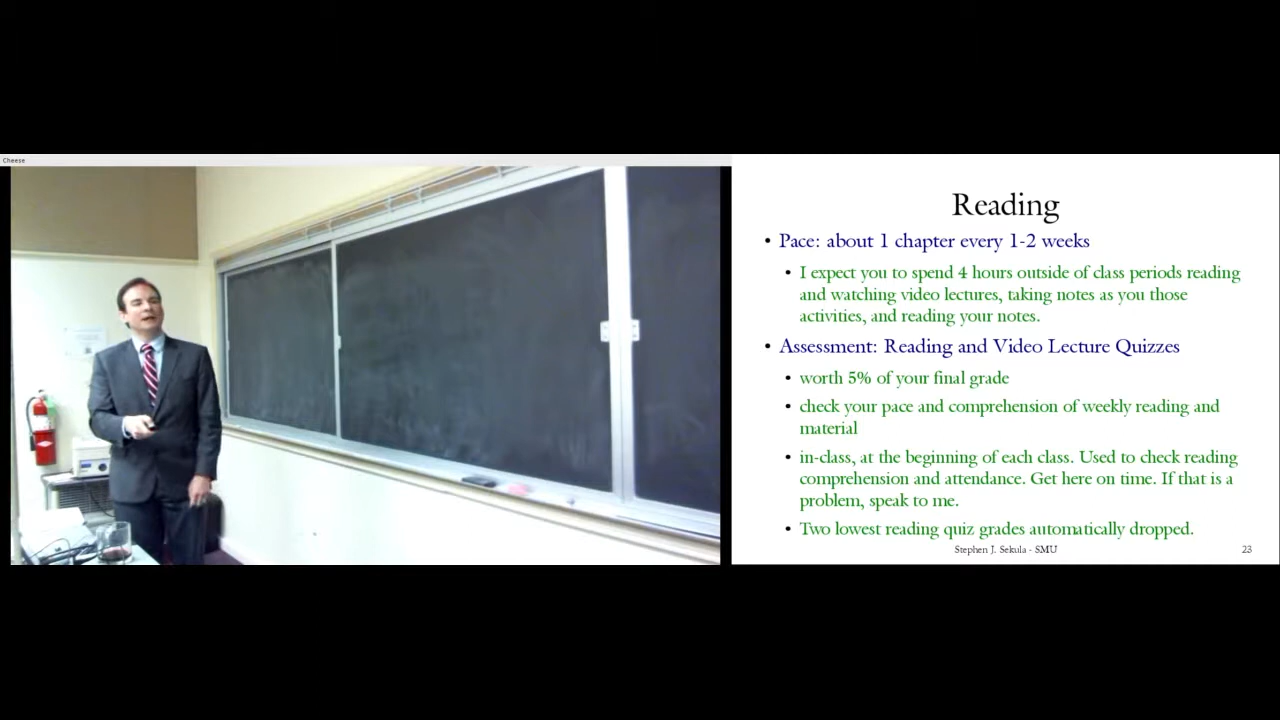 Cheese
Reading
• Pace: about 1 chapter every 1-2 weeks
• I expect you to spend 4 hours outside of class periods reading
and watching video lectures, taking notes as you those
activities, and reading your notes.
• Assessment: Reading and Video Lecture Quizzes
• worth 5% of your final grade
• check your pace and comprehension of weekly reading and
material
• in-class, at the beginning of each class. Used to check reading
comprehension and attendance. Get here on time. If that is a
problem, speak to me.
• Two lowest reading quiz grades automatically dropped.
Stephen J. Sekula - SMU
23